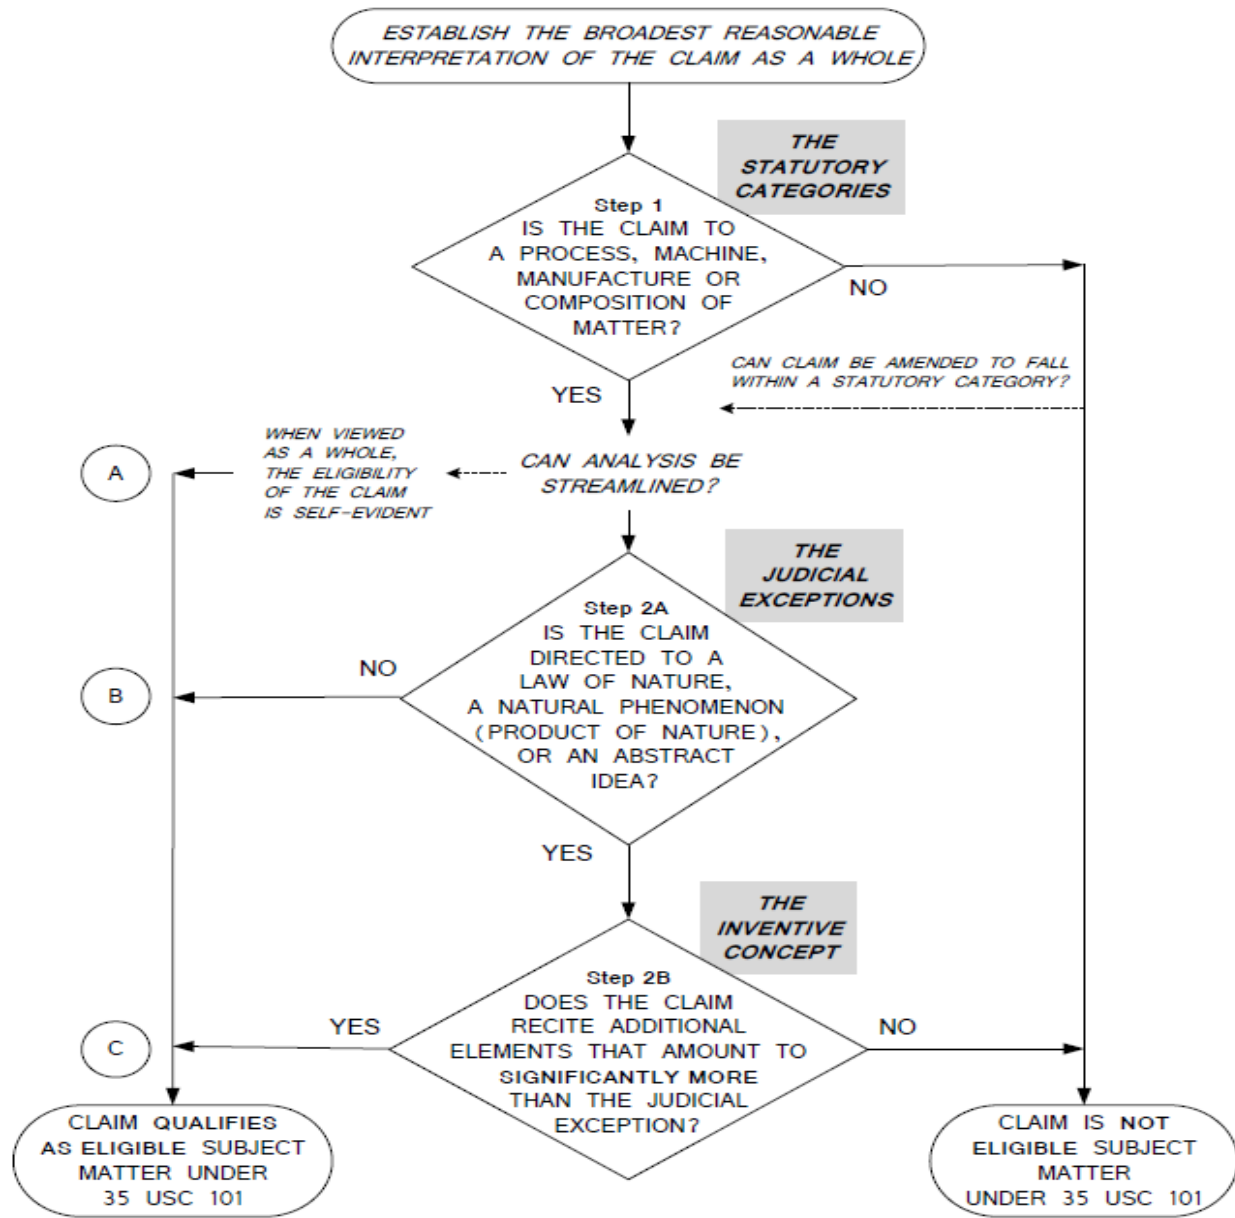 ESTABLISH THE BROADEST REASONABLE
INTERPRETATION OF THE CLAIM AS A WHOLE
THE
STATUTORY
CATEGORIES
Step 1
IS THE CLAIM TO
A PROCESS, MACHINE,
MANUFACTURE OR
COMPOSITION OF
MATTER?
NO
YES
CAN CLAIM BE AMENDED TO FALL
WITHIN A STATUTORY CATEGORY?
A
WHEN VIEWED
AS A WHOLE,
THE ELIGIBILITY
OF THE CLAIM
IS SELF-EVIDENT
CAN ANALYSIS BE
STREAMLINED?
THE
JUDICIAL
EXCEPTIONS
Step 2A
IS THE CLAIM
DIRECTED TO A
LAW OF NATURE,
A NATURAL PHENOMENON
(PRODUCT OF NATURE),
OR AN ABSTRACT
IDEA?
NO
B
YES
THE
INVENTIVE
CONCEPT
Step 2B
DOES THE CLAIM
RECITE ADDITIONAL
ELEMENTS THAT AMOUNT TO
SIGNIFICANTLY MORE
THAN THE JUDICIAL
EXCEPTION?
YES
NO
C
CLAIM QUALIFIES
AS ELIGIBLE SUBJECT
MATTER UNDER
35 USC 101
CLAIM IS NOT
ELIGIBLE SUBJECT
MATTER
UNDER 35 USC 101